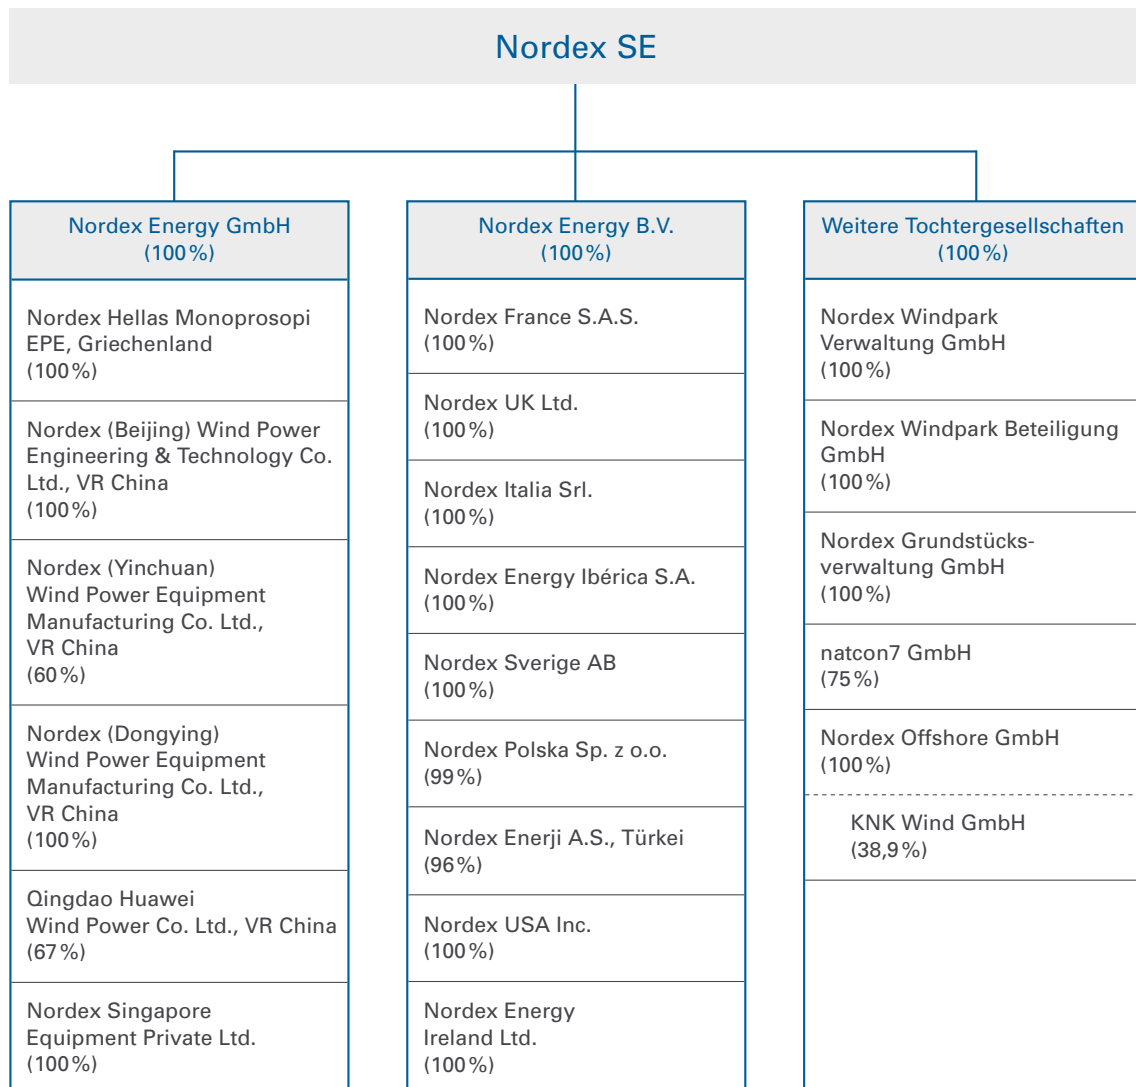 Nordex SE
Nordex Energy GmbH
(100%)
Nordex Hellas Monoprosopi
EPE, Griechenland
(100%)
Nordex (Beijing) Wind Power
Engineering & Technology Co.
Ltd., VR China
(100%)
Nordex (Yinchuan)
Wind Power Equipment
Manufacturing Co. Ltd.,
VR China
(60%)
Nordex (Dongying)
Wind Power Equipment
Manufacturing Co. Ltd.,
VR China
(100%)
Qingdao Huawei
Wind Power Co. Ltd., VR China
(67%)
Nordex Singapore
Equipment Private Ltd.
(100%)
Nordex Energy B.V.
(100%)
Nordex France S.A.S.
(100%)
Nordex UK Ltd.
(100%)
Nordex Italia Srl.
(100%)
Nordex Energy Ibérica S.A.
(100%)
Nordex Sverige AB
(100%)
Nordex Polska Sp. z o.o.
(99%)
Nordex Enerji A.S., Türkei
(96%)
Nordex USA Inc.
(100%)
Nordex Energy
Ireland Ltd.
(100%)
Weitere Tochtergesellschaften
(100%)
Nordex Windpark
Verwaltung GmbH
(100%)
Nordex Windpark Beteiligung
GmbH
(100%)
Nordex Grundstücks-
verwaltung GmbH
(100%)
natcon7 GmbH
(75%)
Nordex Offshore GmbH
(100%)
KNK Wind GmbH
(38,9%)